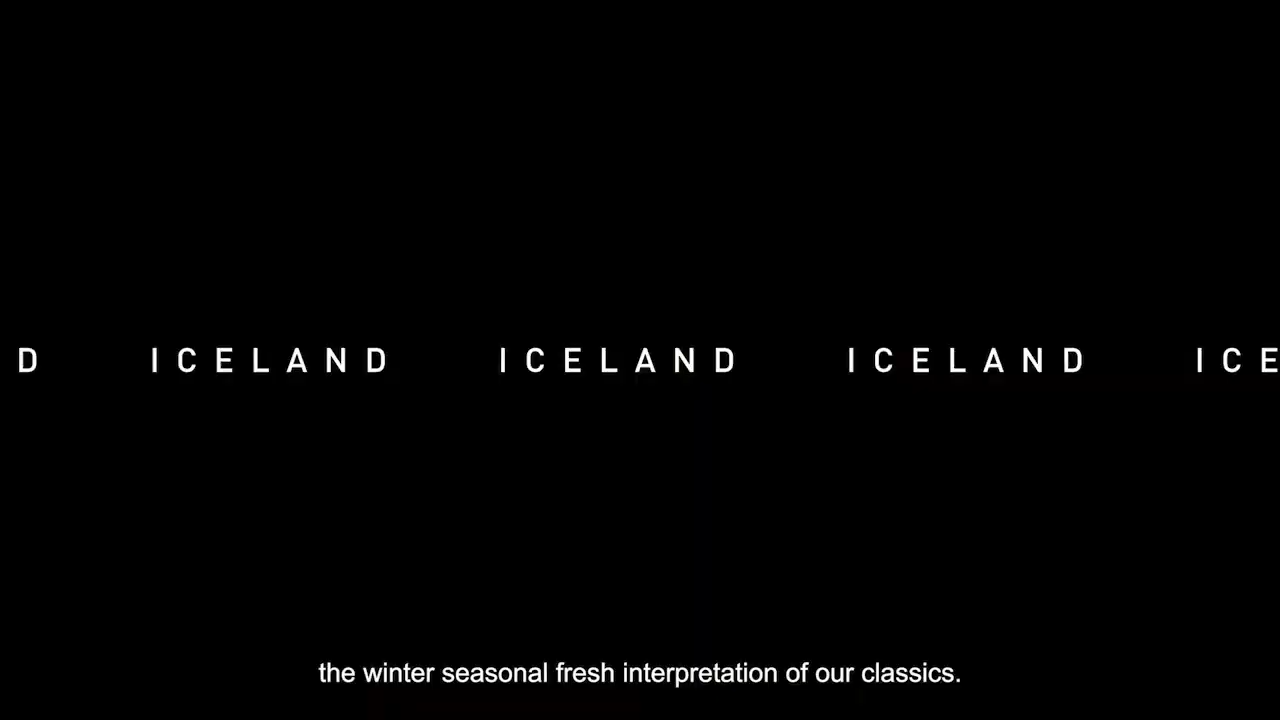 D ICELAND ICELAND ICELAND ICE
the winter seasonal fresh interpretation of our classics.